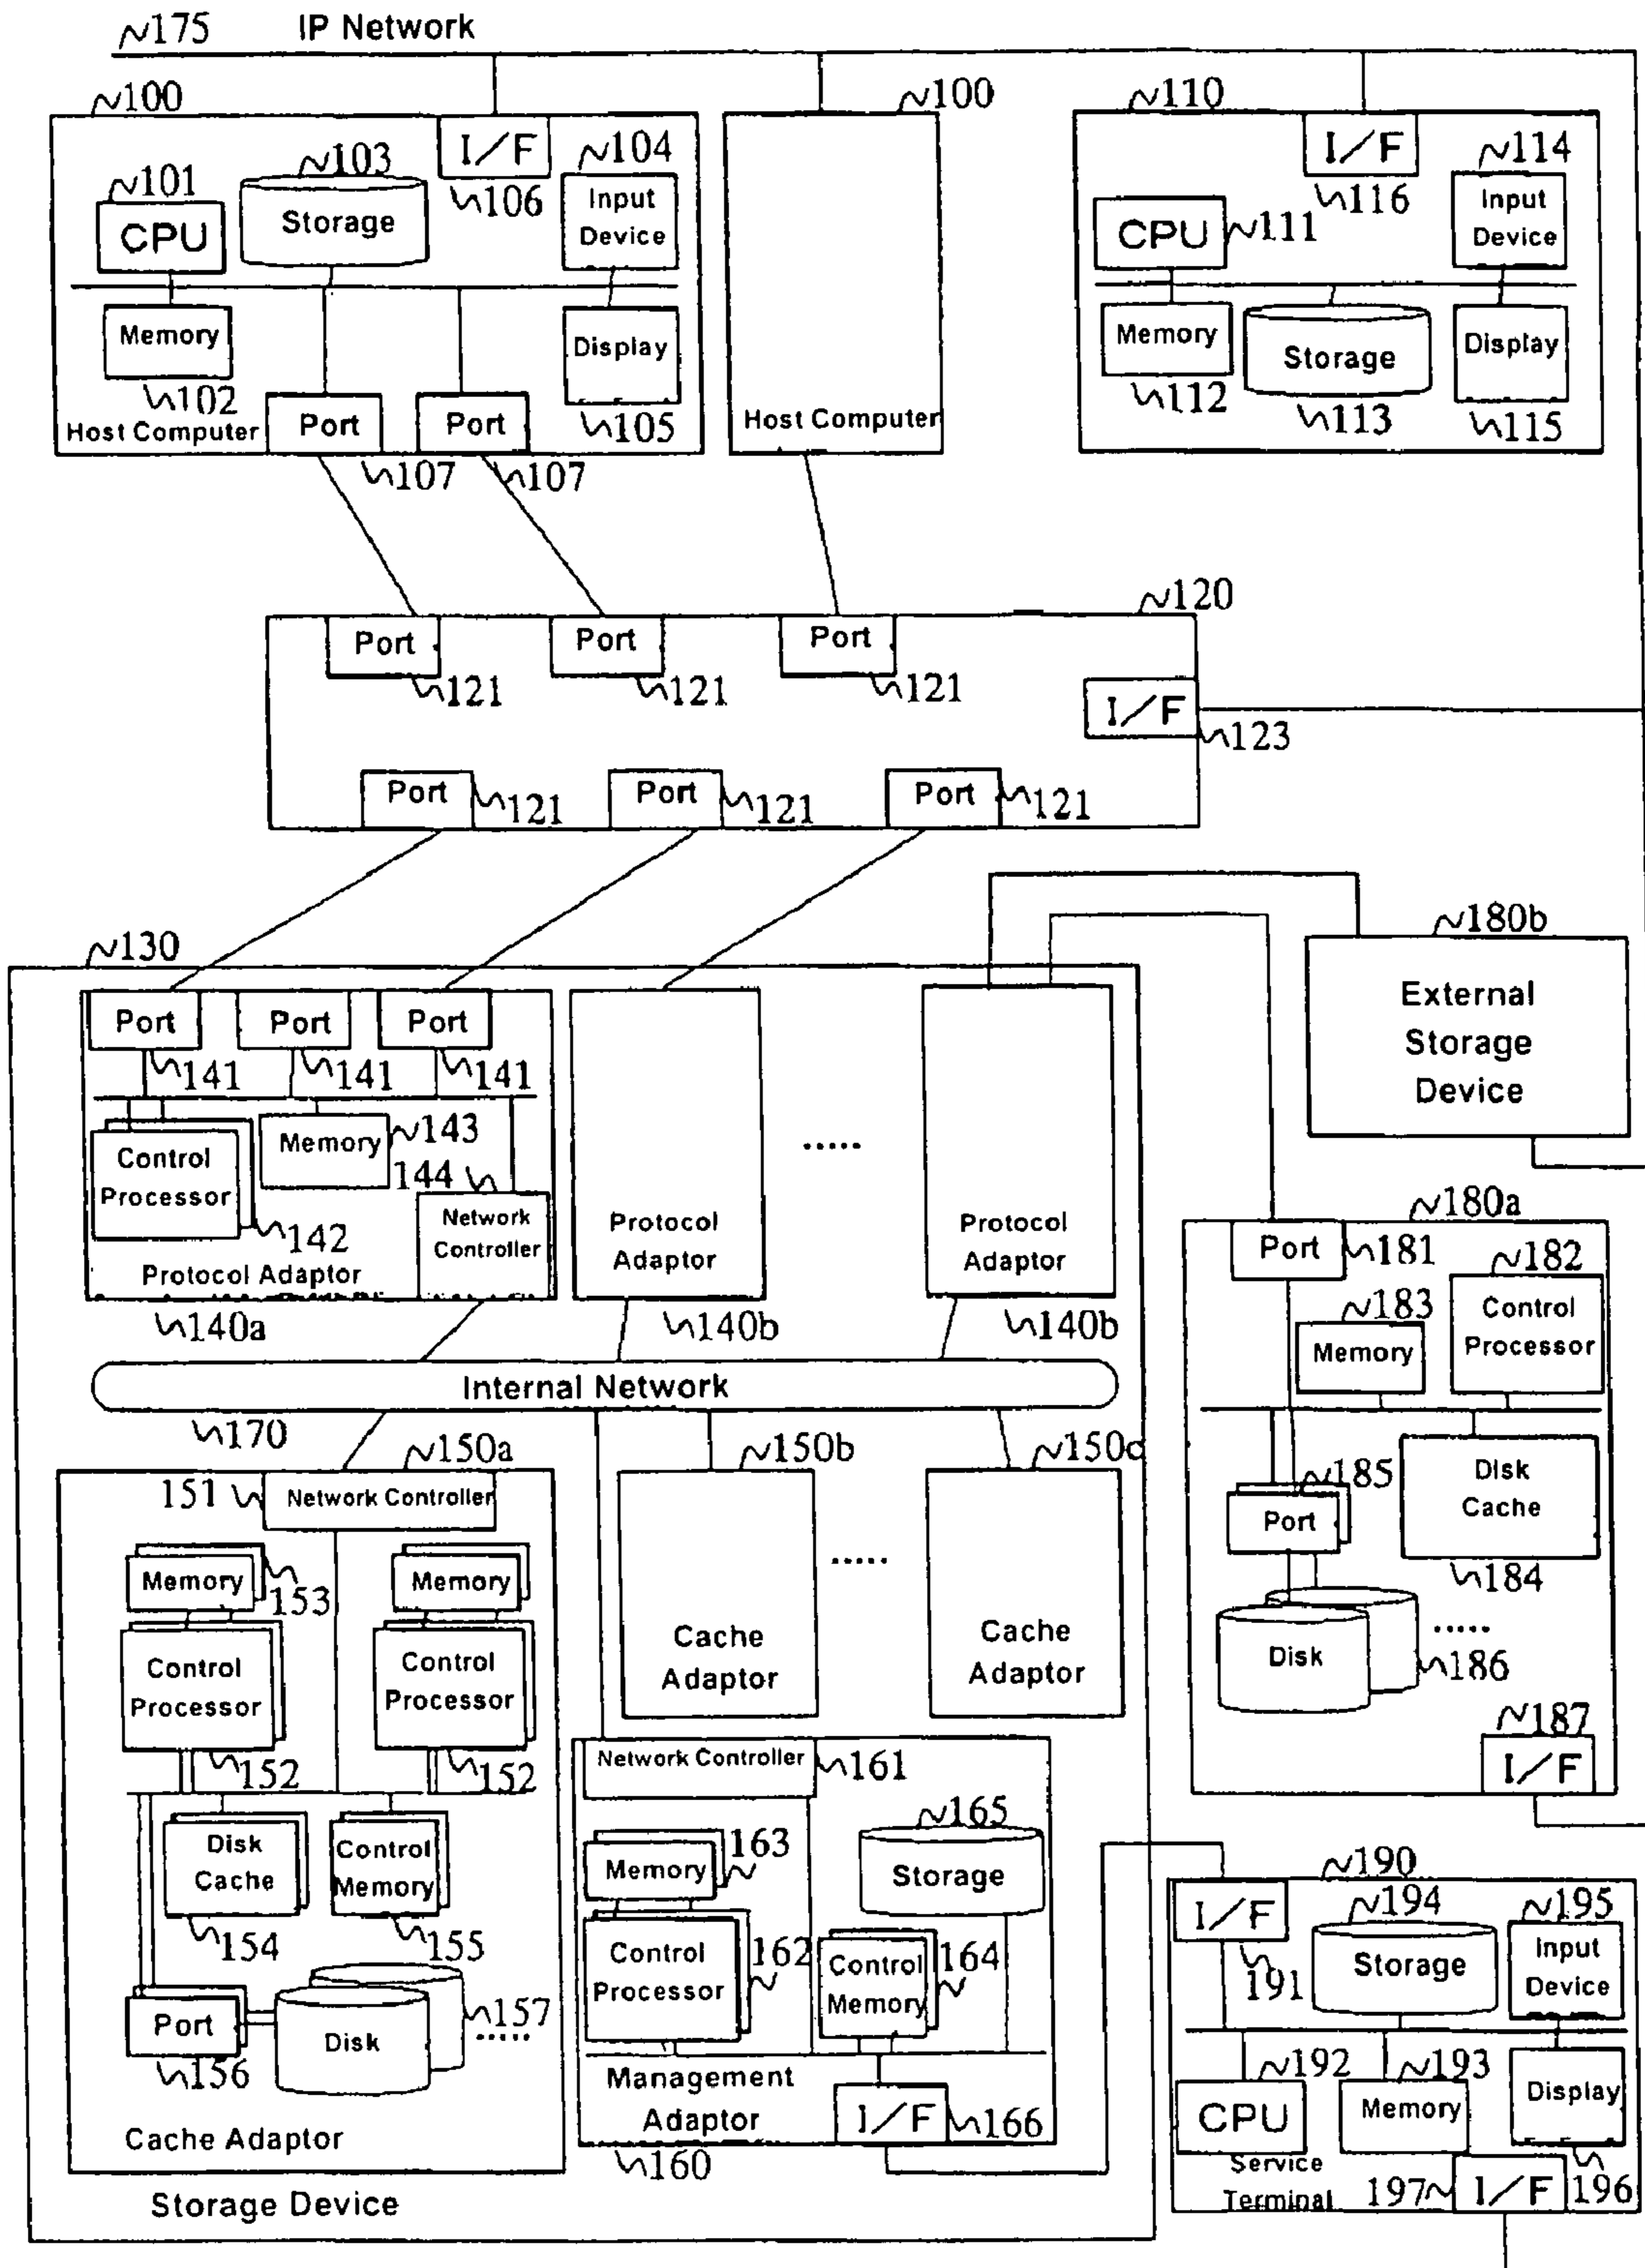 175 IP Network
100
100
110
I/F
106
101
CPU
103
Storage
104
Input
Device
Memory
102
Display
105
Host Computer
Port
107
Port
107
Host Computer
I/F
116
114
Input
Device
CPU
111
Memory
112
Storage
113
Display
115
120
Port
121
Port
121
Port
121
I/F
123
Port
121
Port
121
Port
121
130
180b
External
Storage
Device
Port
141
Port
141
Port
141
Memory
143
144
Control
Processor
142
Network
Controller
Protocol Adaptor
140a
Protocol
Adaptor
140b
.....
Protocol
Adaptor
140b
Internal Network
170
180a
Port
181
182
Control
Processor
183
Memory
185
Port
Disk
Cache
184
Disk
.....
186
187
I/F
150a
151
Network Controller
Memory
153
Memory
Control
Processor
152
Control
Processor
152
Disk
Cache
154
Control
Memory
155
Port
156
Disk
157
.....
Cache Adaptor
150b
Cache
Adaptor
.....
150c
Cache
Adaptor
Network Controller
161
163
Memory
165
Storage
Control
Processor
162
Control
Memory
164
Management
Adaptor
I/F
166
160
Storage Device
190
I/F
191
194
Storage
195
Input
Device
192
CPU
193
Memory
Display
196
Service
Terminal
197
I/F